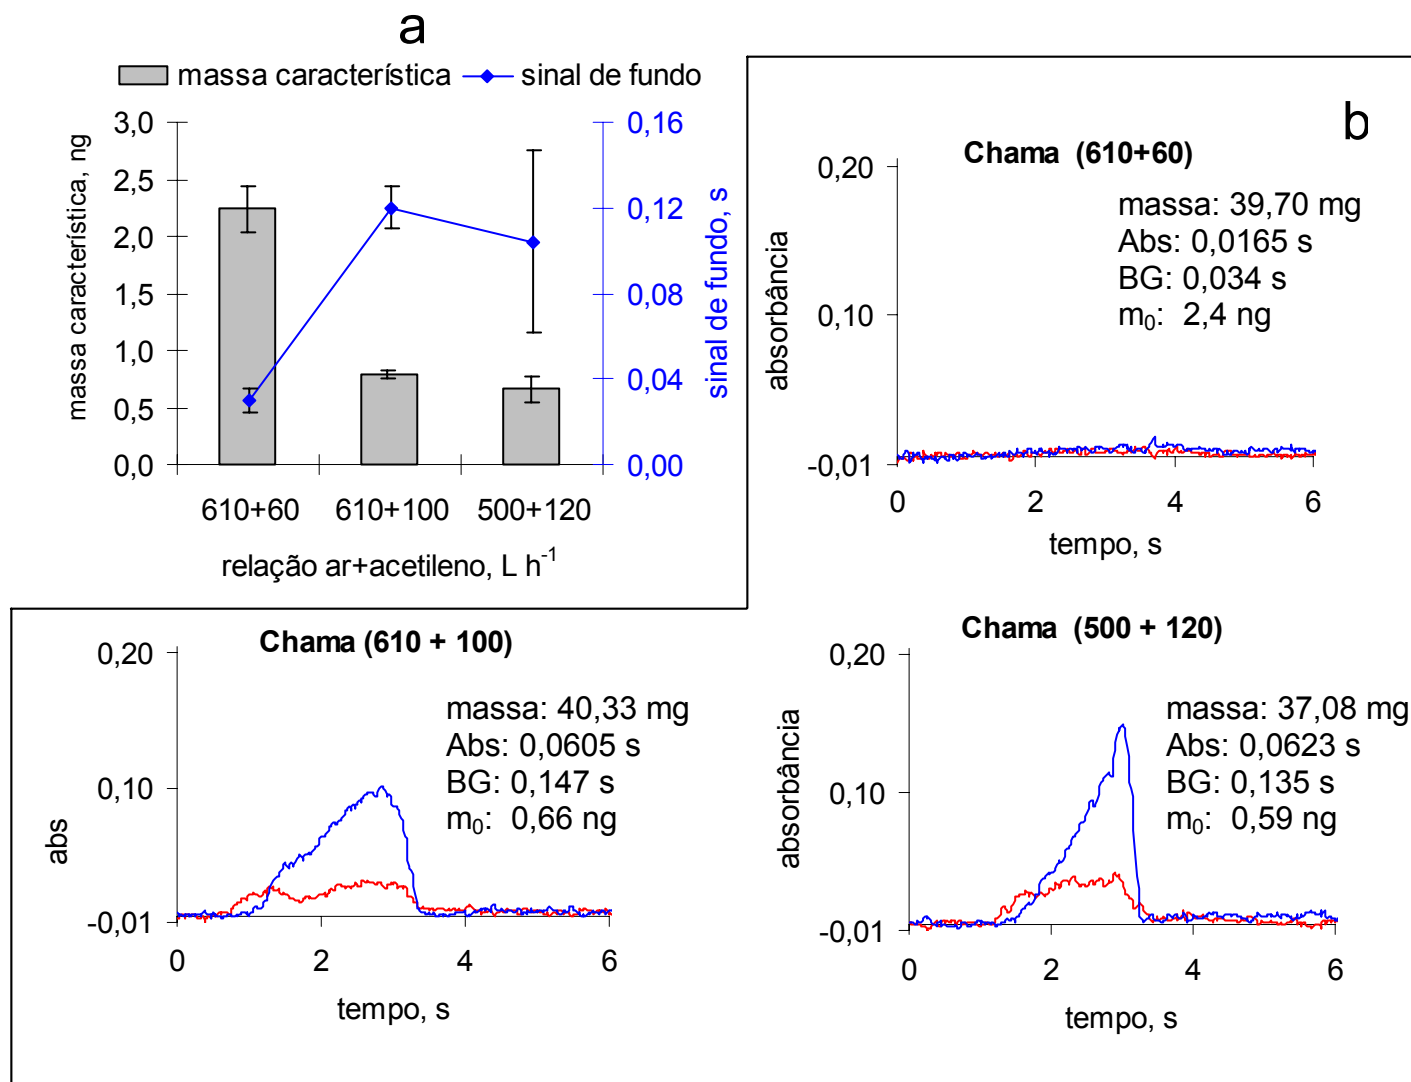 a
massa característica
sinal de fundo
massa característica, ng
3,0
2,5
2,0
1,5
1,0
0,5
0,0
0,16
0,12
0,08
0,04
0,00
sinal de fundo, s
610+60 610+100 500+120
relação ar+acetileno, L h⁻¹
b
Chama (610+60)
absorbância
0,20
0,10
-0,01
massa: 39,70 mg
Abs: 0,0165 s
BG: 0,034 s
m₀: 2,4 ng
0 2 4 6
tempo, s
Chama (610 + 100)
abs
0,20
0,10
-0,01
massa: 40,33 mg
Abs: 0,0605 s
BG: 0,147 s
m₀: 0,66 ng
0 2 4 6
tempo, s
Chama (500 + 120)
absorbância
0,20
0,10
-0,01
massa: 37,08 mg
Abs: 0,0623 s
BG: 0,135 s
m₀: 0,59 ng
0 2 4 6
tempo, s